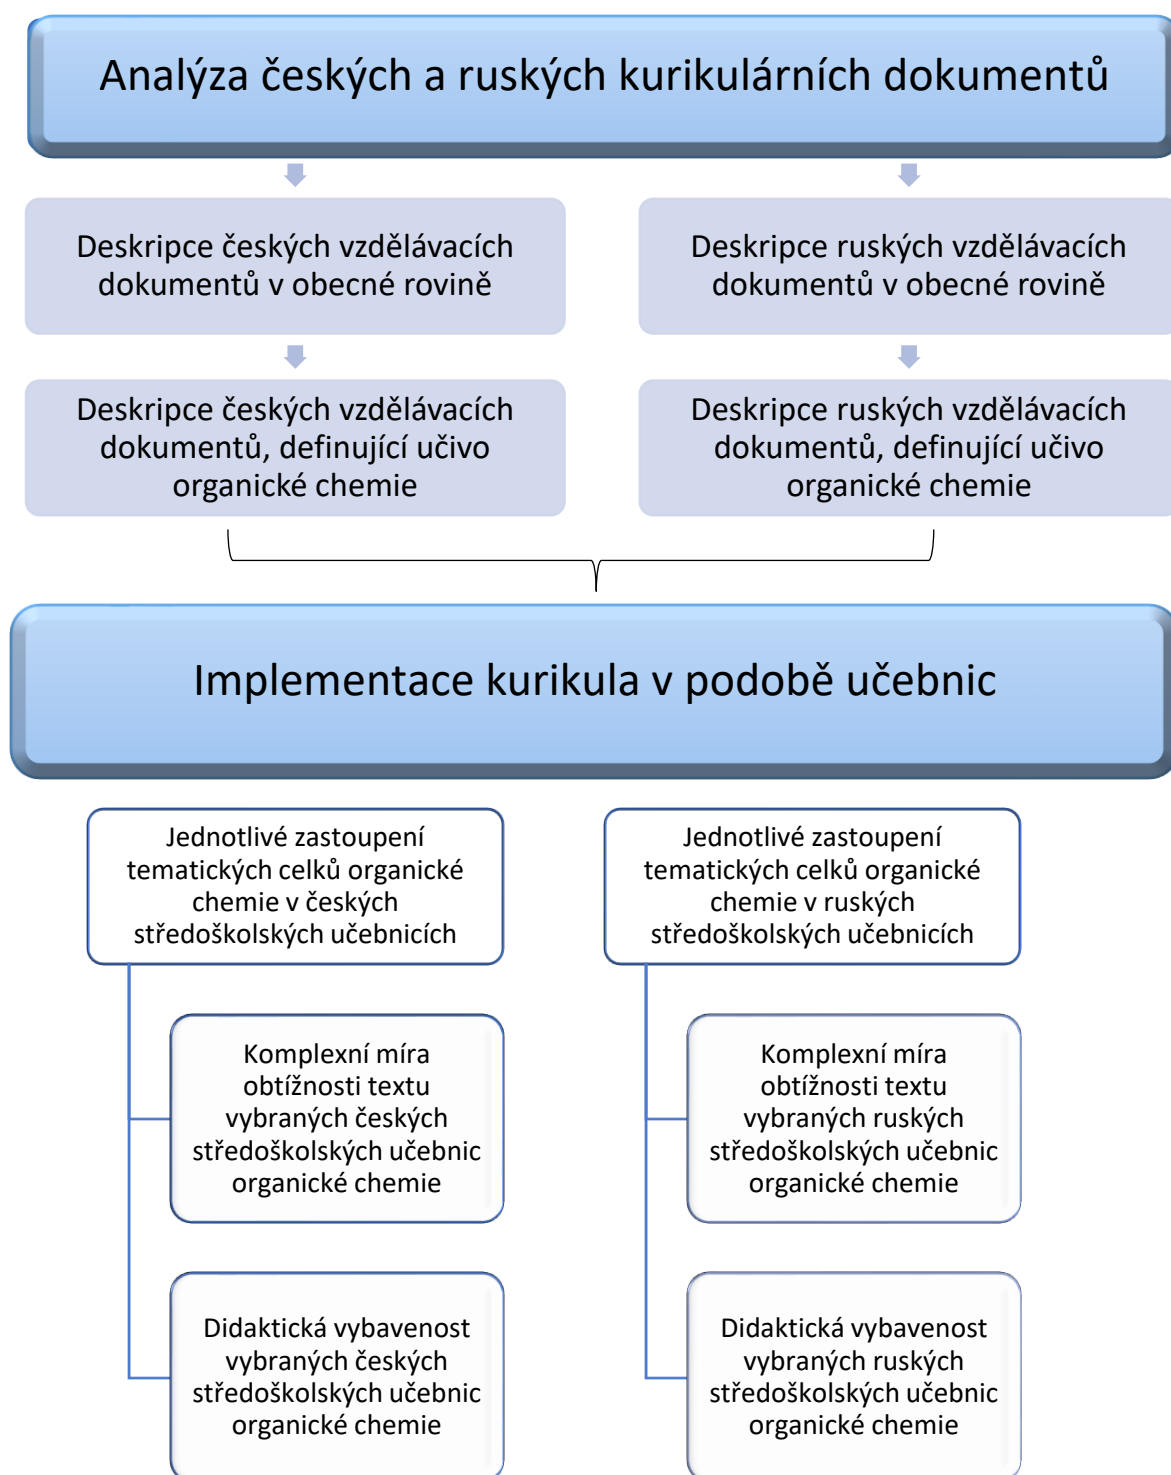 Analýza českých a ruských kurikulárních dokumentů
Deskripce českých vzdělávacích
dokumentů v obecné rovině
Deskripce ruských vzdělávacích
dokumentů v obecné rovině
Deskripce českých vzdělávacích
dokumentů, definující učivo
organické chemie
Deskripce ruských vzdělávacích
dokumentů, definující učivo
organické chemie
Implementace kurikula v podobě učebnic
Jednotlivé zastoupení
tematických celků organické
chemie v českých
středoškolských učebnicích
Jednotlivé zastoupení
tematických celků organické
chemie v ruských
středoškolských učebnicích
Komplexní míra
obtížnosti textu
vybraných českých
středoškolských učebnic
organické chemie
Komplexní míra
obtížnosti textu
vybraných ruských
středoškolských učebnic
organické chemie
Didaktická vybavenost
vybraných českých
středoškolských učebnic
organické chemie
Didaktická vybavenost
vybraných ruských
středoškolských učebnic
organické chemie